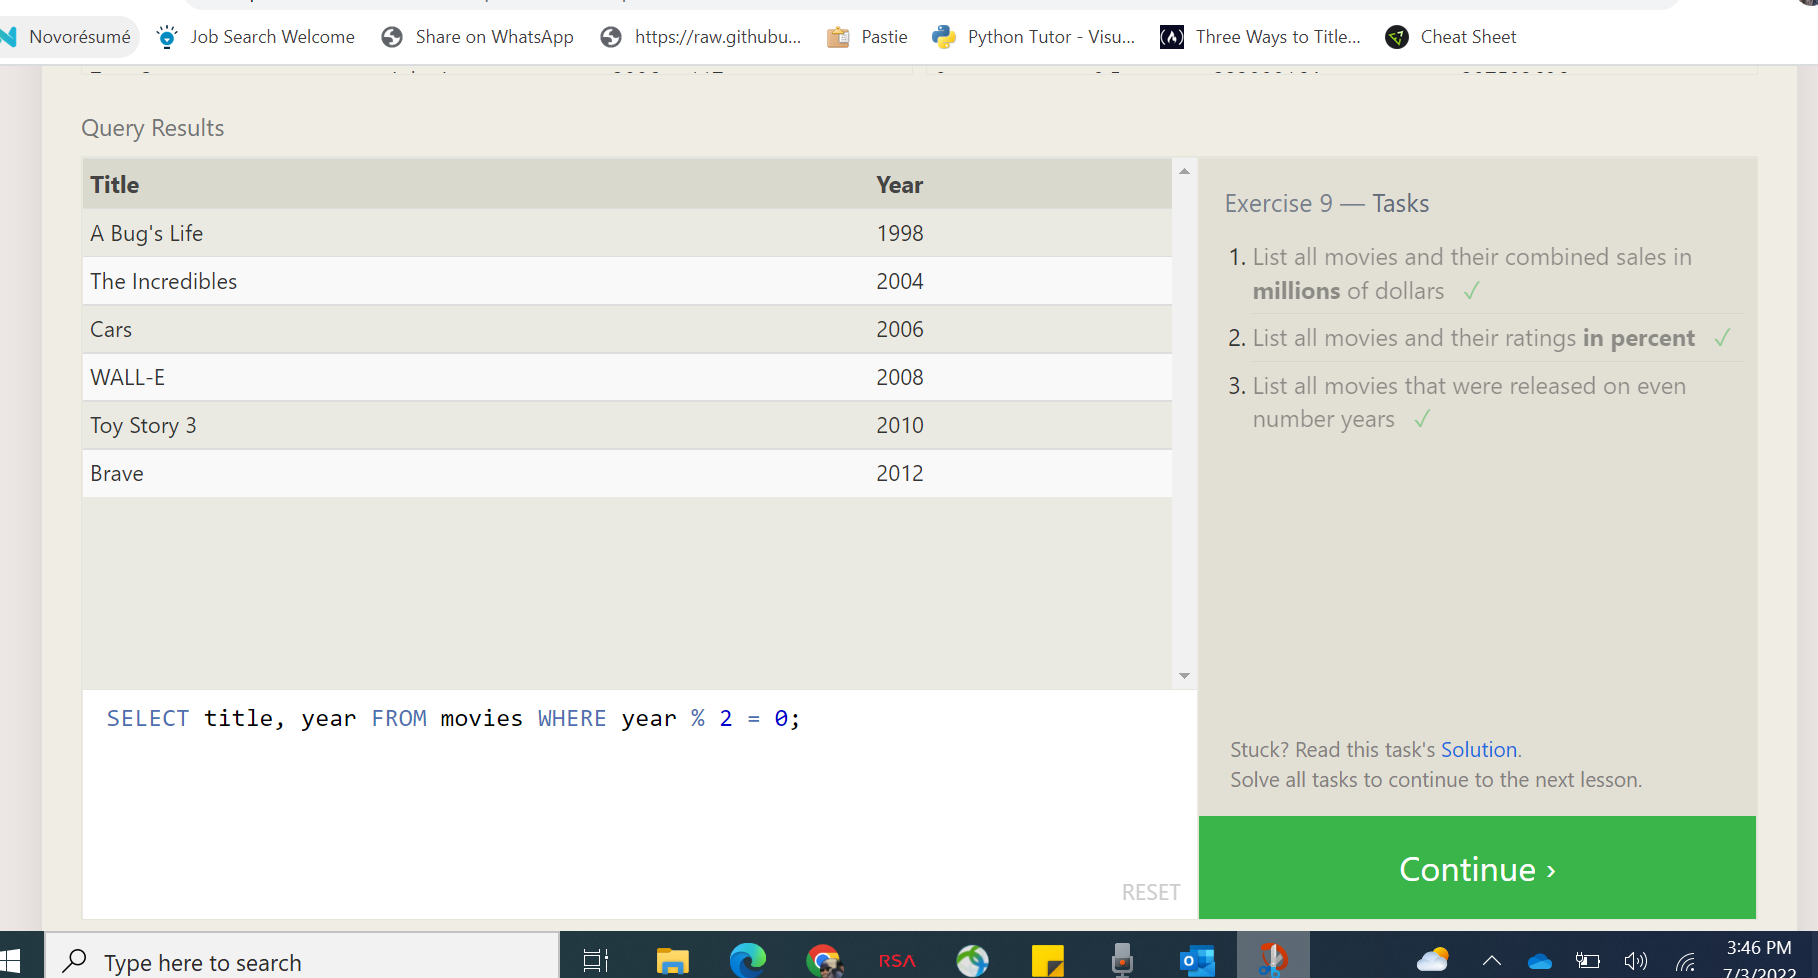 Novorésumé Job Search Welcome Share on WhatsApp https://raw.githubu... Pastie Python Tutor - Visu... Three Ways to Title... Cheat Sheet
Query Results
Title Year
A Bug's Life 1998
The Incredibles 2004
Cars 2006
WALL-E 2008
Toy Story 3 2010
Brave 2012
SELECT title, year FROM movies WHERE year % 2 = 0;
RESET
Exercise 9 — Tasks
1. List all movies and their combined sales in
millions of dollars ✓
2. List all movies and their ratings in percent ✓
3. List all movies that were released on even
number years ✓
Stuck? Read this task's Solution.
Solve all tasks to continue to the next lesson.
Continue ›
Type here to search
RSA
3:46 PM
7/3/2022